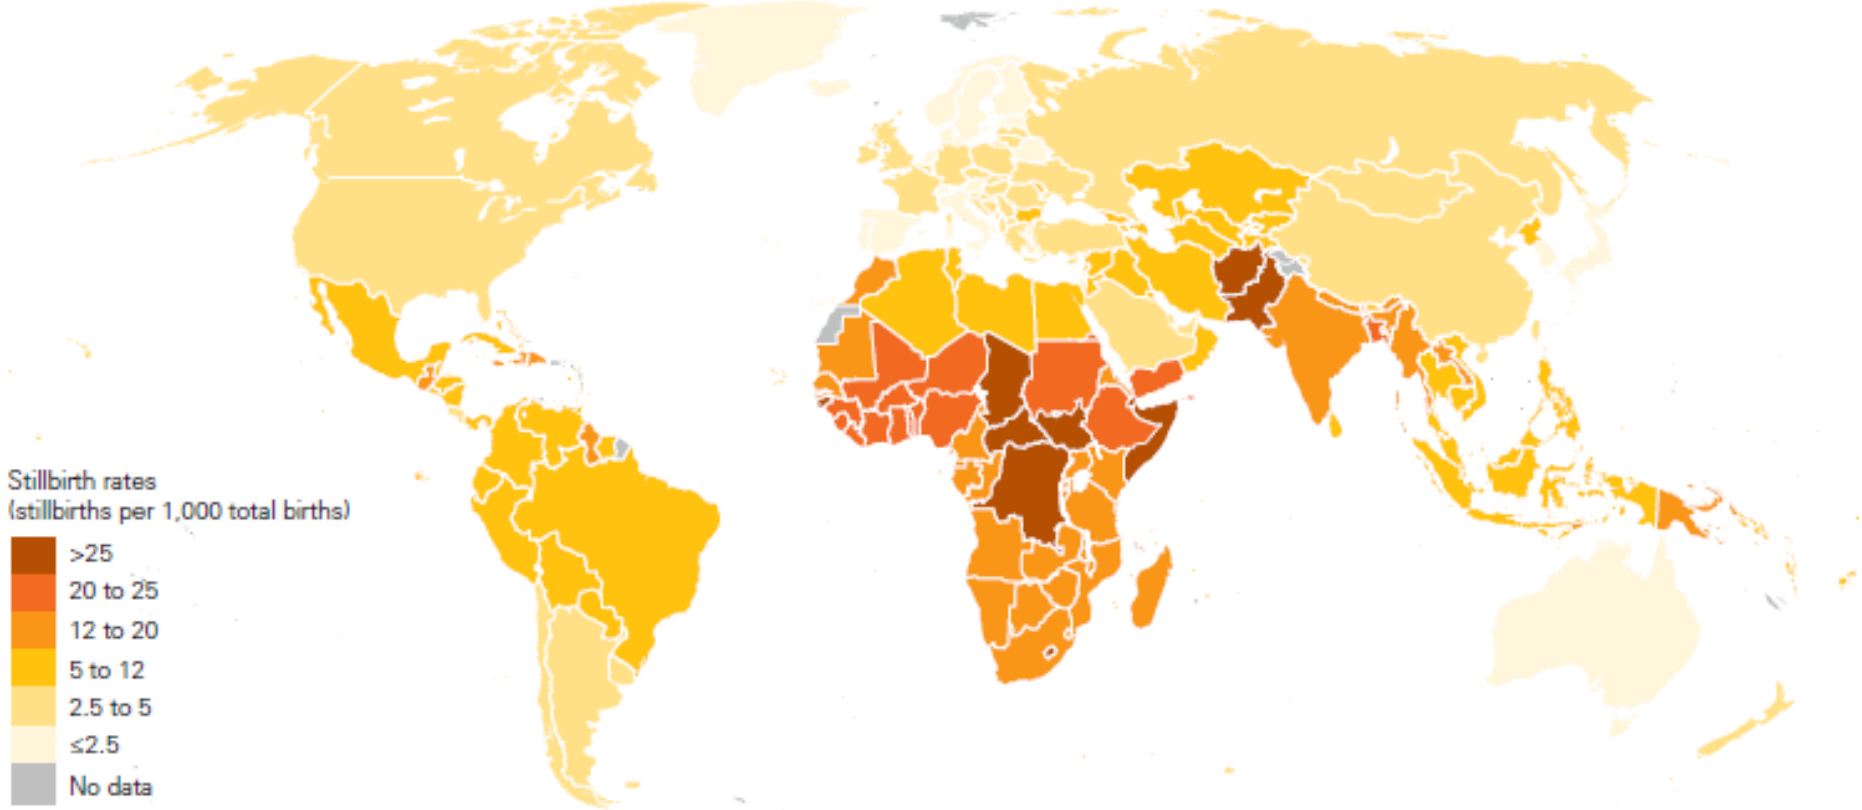 Stillbirth rates
(stillbirths per 1,000 total births)
>25
20 to 25
12 to 20
5 to 12
2.5 to 5
≤2.5
No data